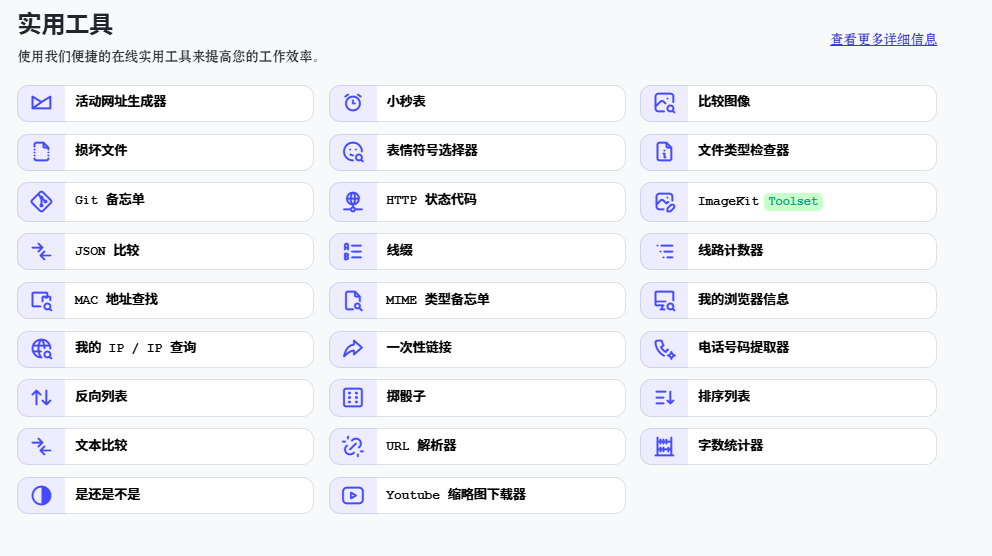 实用工具
使用我们便捷的在线实用工具来提高您的工作效率。
查看更多详细信息
活动网址生成器
小秒表
比较图像
损坏文件
表情符号选择器
文件类型检查器
Git 备忘单
HTTP 状态代码
ImageKit Toolset
JSON 比较
线缀
线路计数器
MAC 地址查找
MIME 类型备忘单
我的浏览器信息
我的 IP / IP 查询
一次性链接
电话号码提取器
反向列表
掷骰子
排序列表
文本比较
URL 解析器
字数统计器
是还是不是
Youtube 缩略图下载器